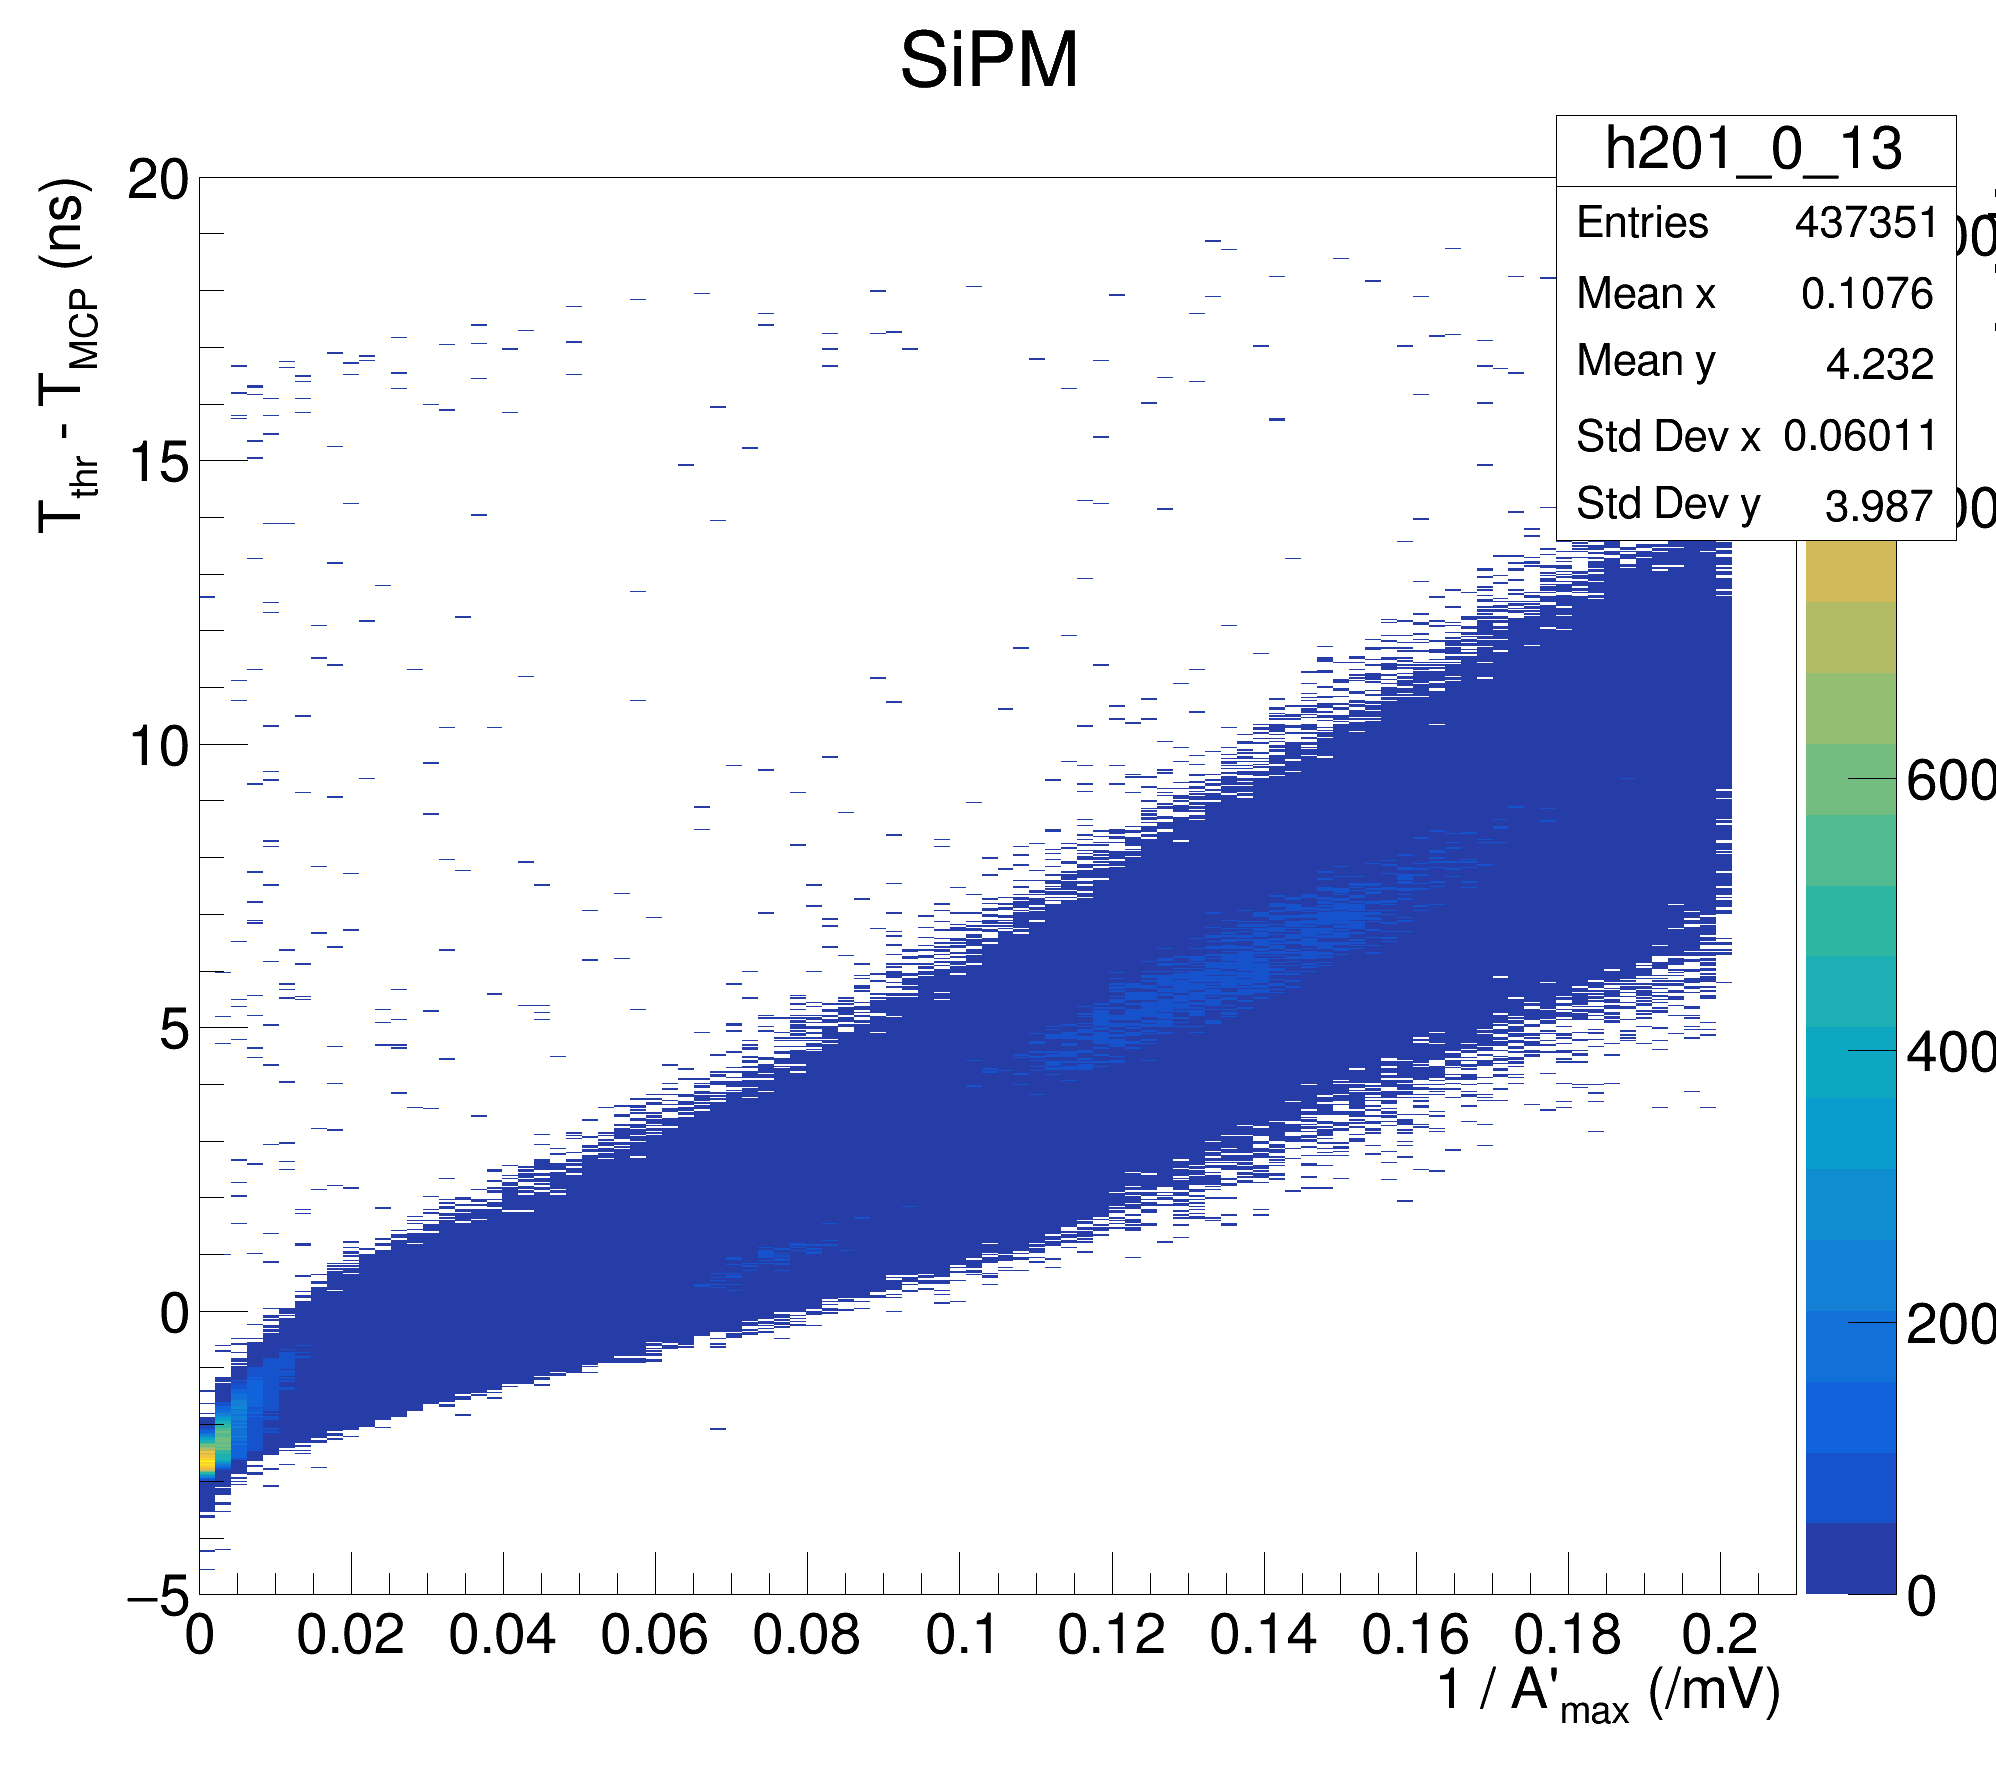 SiPM
h201_0_13
Entries 437351
Mean x 0.1076
Mean y 4.232
Std Dev x 0.06011
Std Dev y 3.987
T_thr - T_MCP (ns)
20
15
10
5
0
−5
0 0.02 0.04 0.06 0.08 0.1 0.12 0.14 0.16 0.18 0.2
1 / A'_max (/mV)
600
400
200
0